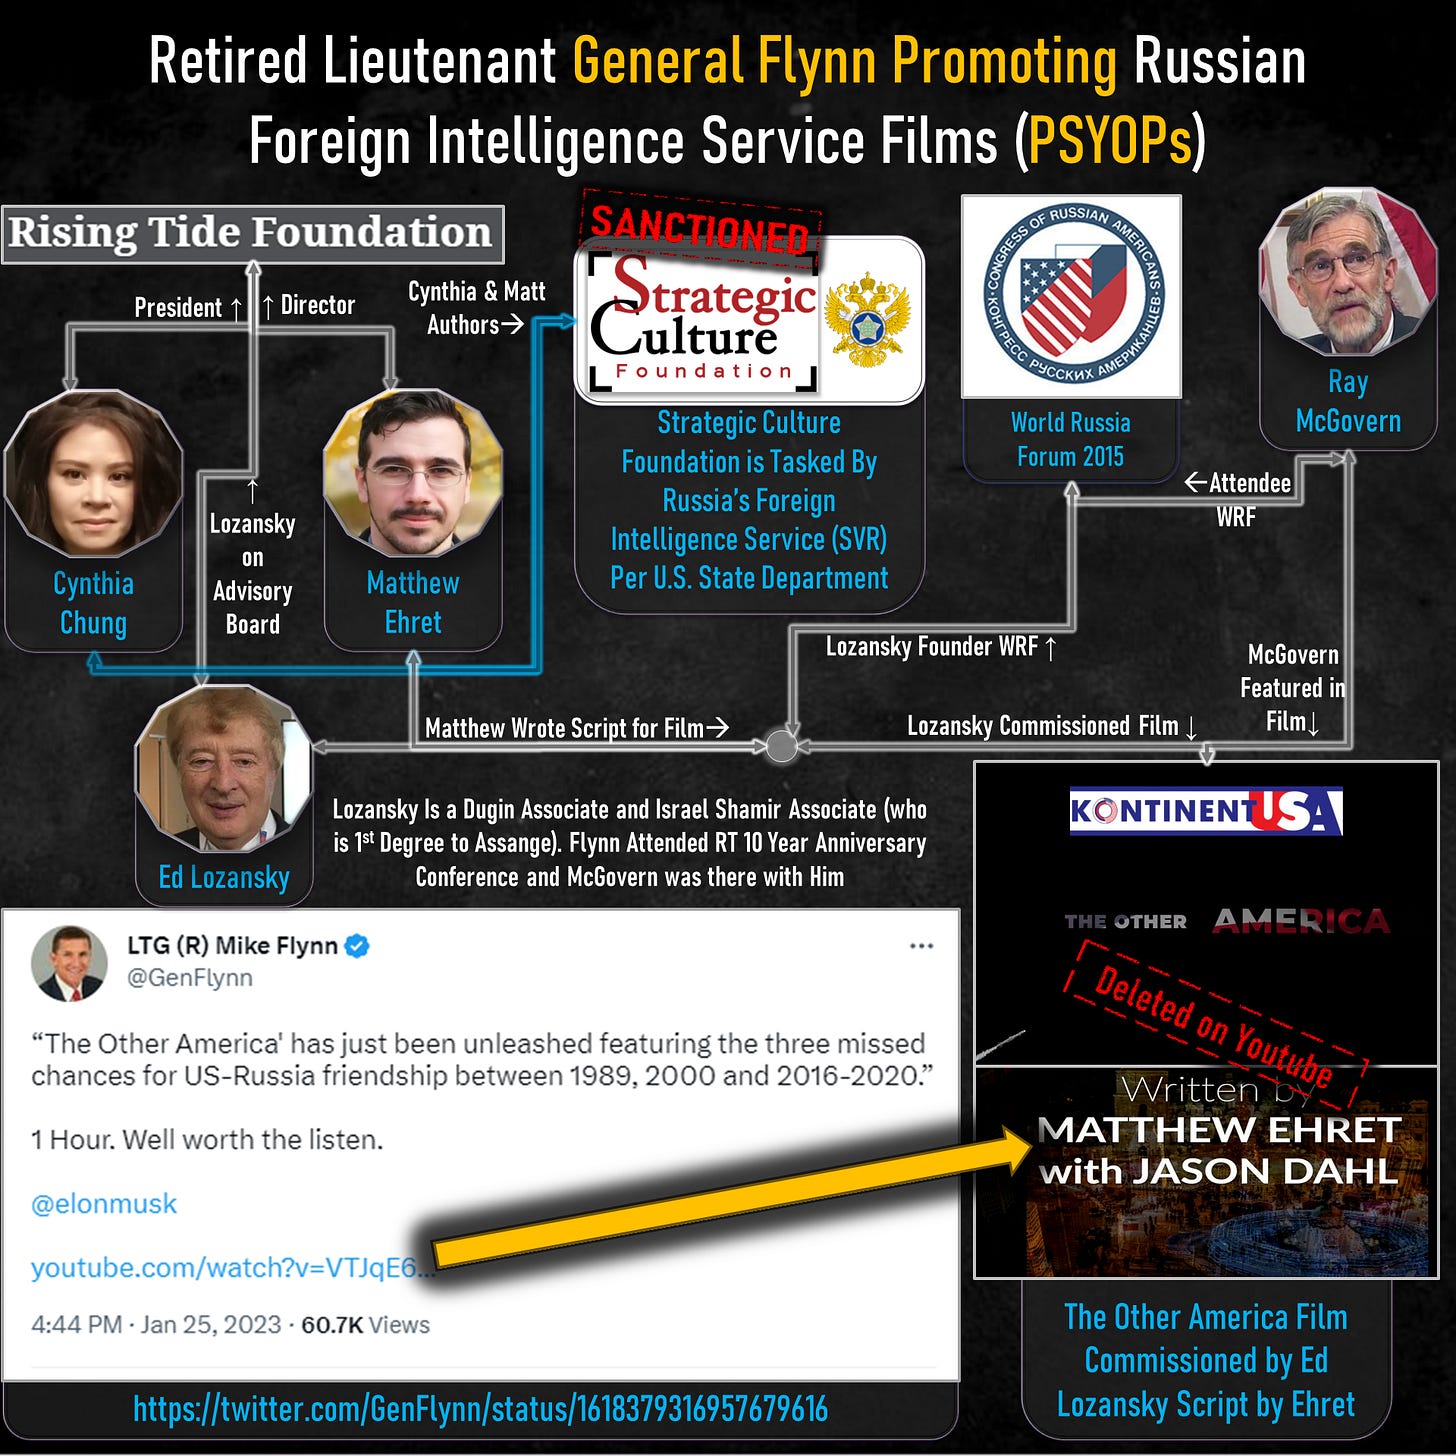 Retired Lieutenant General Flynn Promoting Russian
Foreign Intelligence Service Films (PSYOPs)
Rising Tide Foundation
President ↑
↑ Director
Cynthia & Matt
Authors→
SANCTIONED
Strategic
Culture
Foundation
CONGRESS OF RUSSIAN AMERICANS
КОНГРЕСС РУССКИХ АМЕРИКАНЦЕВ
Strategic Culture
Foundation is Tasked By
Russia’s Foreign
Intelligence Service (SVR)
Per U.S. State Department
World Russia
Forum 2015
Ray
McGovern
←Attendee
WRF
↑
Lozansky
on
Advisory
Board
Cynthia
Chung
Matthew
Ehret
Lozansky Founder WRF ↑
McGovern
Featured in
Film↓
Matthew Wrote Script for Film→
Lozansky Commissioned Film ↓
Lozansky Is a Dugin Associate and Israel Shamir Associate (who
is 1st Degree to Assange). Flynn Attended RT 10 Year Anniversary
Conference and McGovern was there with Him
Ed Lozansky
KONTINENTUSA
THE OTHER AMERICA
Deleted on Youtube
Written by
MATTHEW EHRET
with JASON DAHL
LTG (R) Mike Flynn
@GenFlynn
“The Other America' has just been unleashed featuring the three missed
chances for US-Russia friendship between 1989, 2000 and 2016-2020.”
1 Hour. Well worth the listen.
@elonmusk
youtube.com/watch?v=VTJqE6...
4:44 PM · Jan 25, 2023 · 60.7K Views
https://twitter.com/GenFlynn/status/1618379316957679616
The Other America Film
Commissioned by Ed
Lozansky Script by Ehret